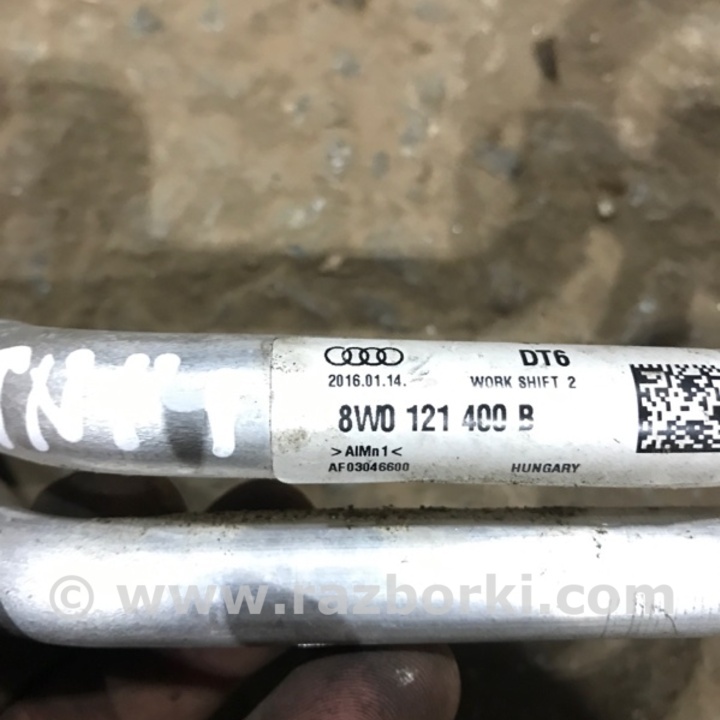 DT6
2016.01.14.
WORK SHIFT 2
8W0 121 400 B
>AlMn1<
AF03046600
HUNGARY
© www.razborki.com